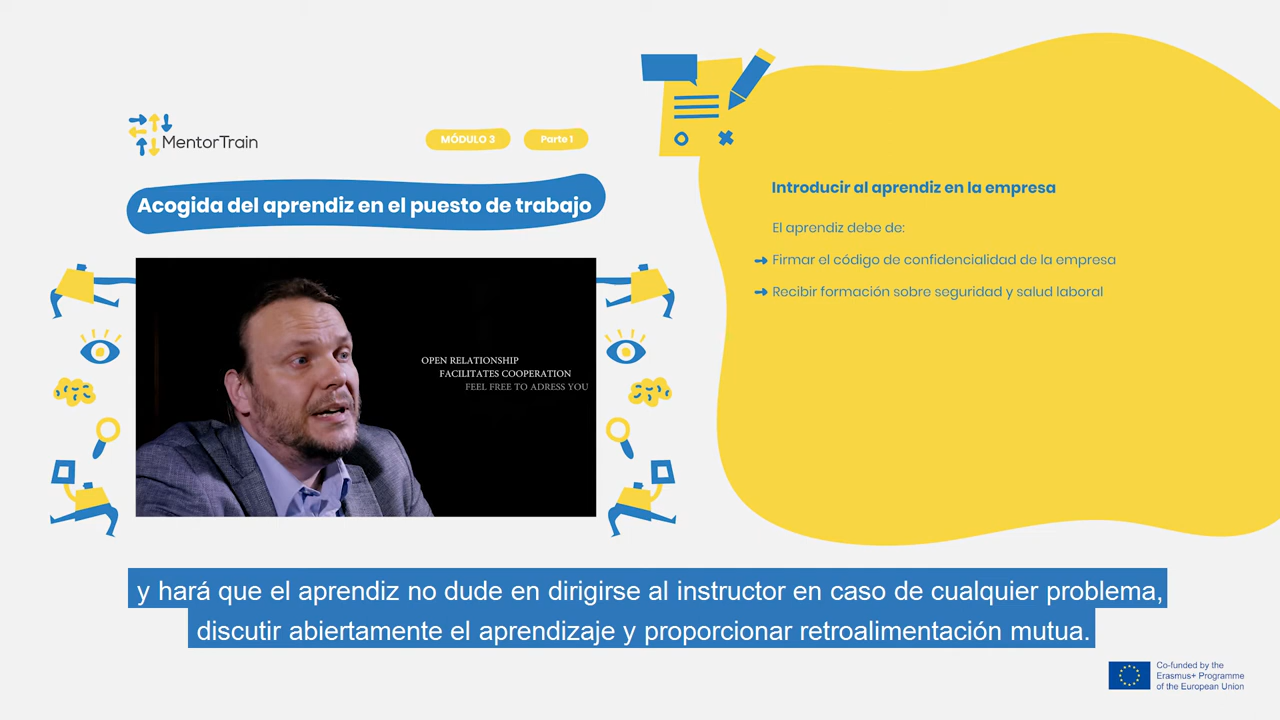 MentorTrain
MÓDULO 3
Parte 1
Acogida del aprendiz en el puesto de trabajo
OPEN RELATIONSHIP
FACILITATES COOPERATION
FEEL FREE TO ADRESS YOU
Introducir al aprendiz en la empresa
El aprendiz debe de:
Firmar el código de confidencialidad de la empresa
Recibir formación sobre seguridad y salud laboral
y hará que el aprendiz no dude en dirigirse al instructor en caso de cualquier problema,
discutir abiertamente el aprendizaje y proporcionar retroalimentación mutua.
Co-funded by the
Erasmus+ Programme
of the European Union